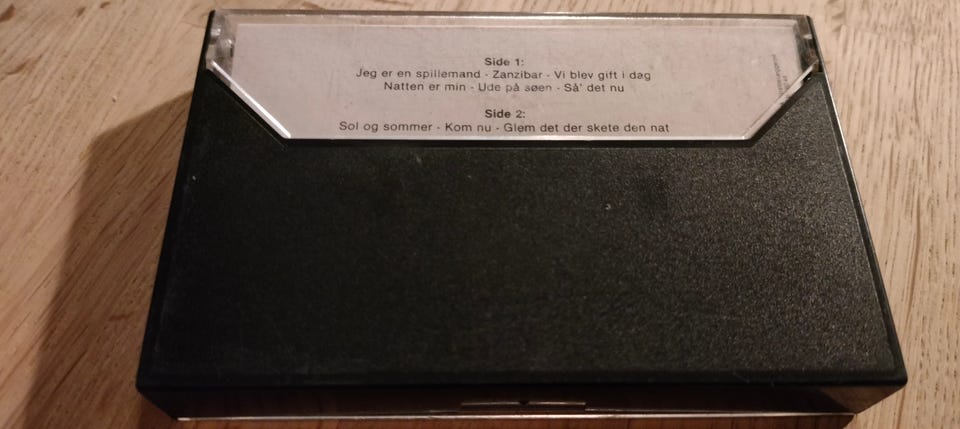 Side 1:
Jeg er en spillemand - Zanzibar - Vi blev gift i dag
Natten er min - Ude på søen - Så' det nu
Side 2:
Sol og sommer - Kom nu - Glem det der skete den nat